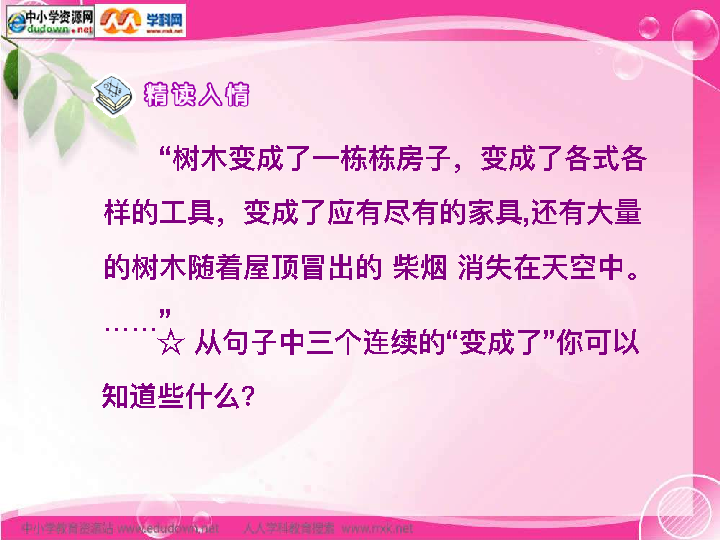 中小学资源网
edudown.net
学科网
www.nxk.net
精读入情
“树木变成了一栋栋房子，变成了各式各
样的工具，变成了应有尽有的家具,还有大量
的树木随着屋顶冒出的 柴烟 消失在天空中。
……”
☆ 从句子中三个连续的“变成了”你可以
知道些什么?
中小学教育资源站 www.edudown.net 人人学科教育搜索 www.nxk.net